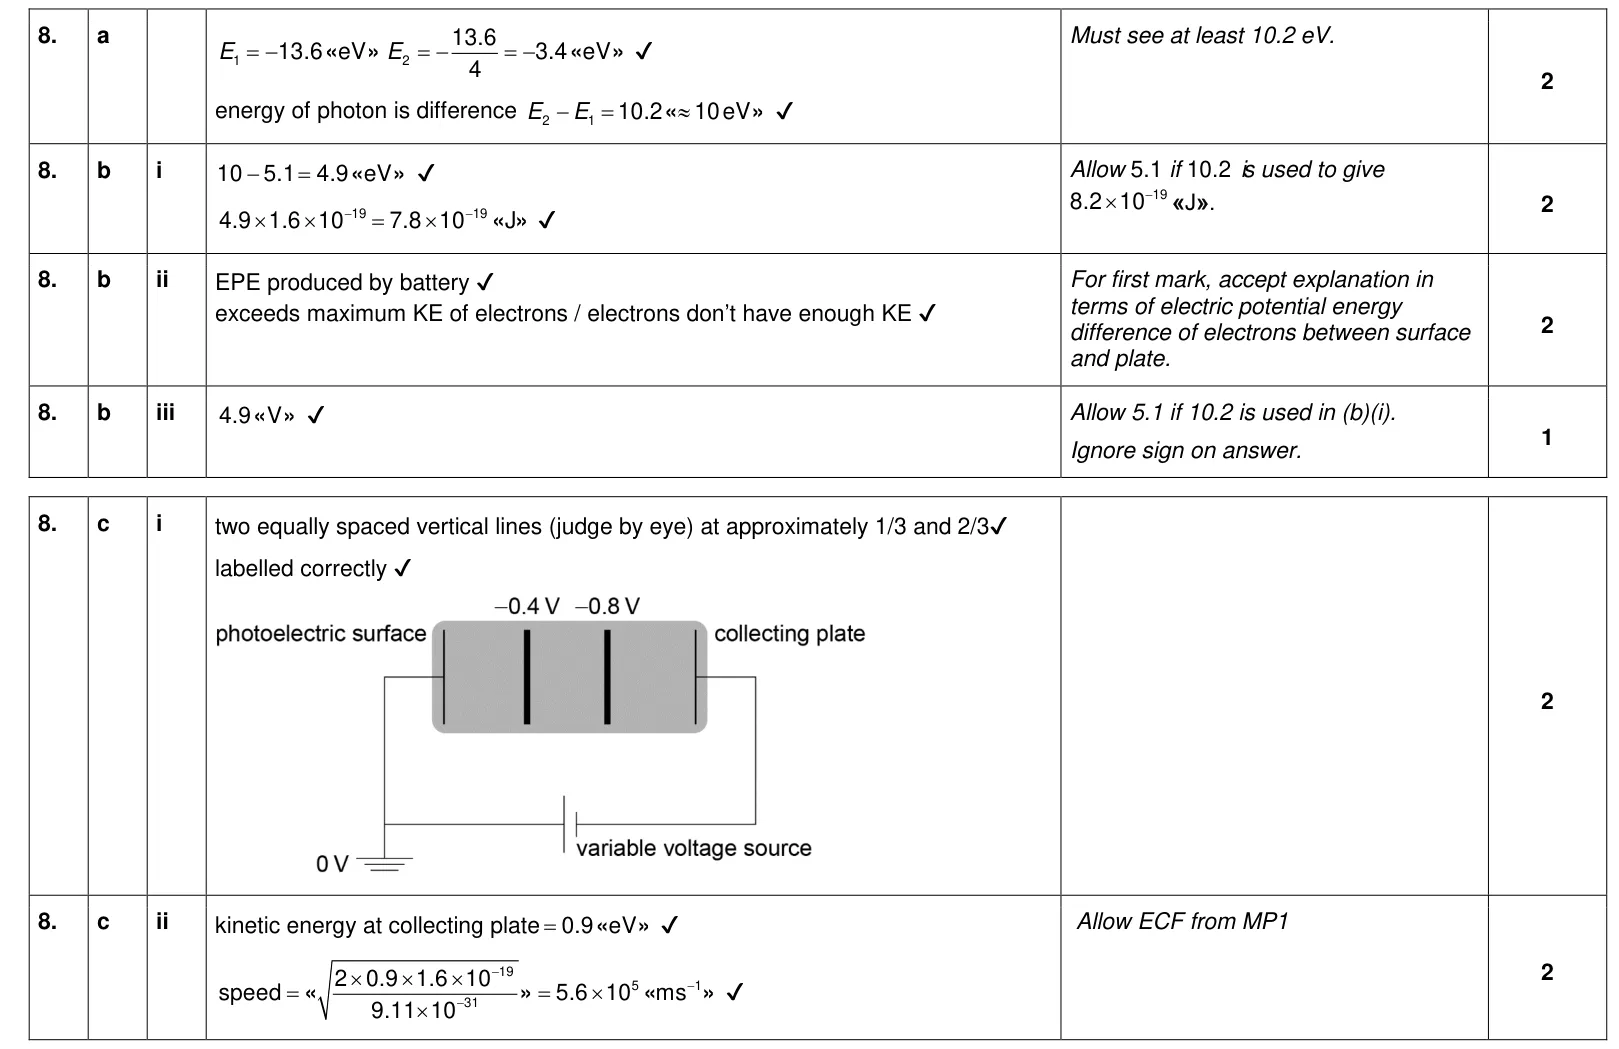 8. a E₁ = −13.6 «eV» E₂ = −13.6/4 = −3.4 «eV» ✓ Must see at least 10.2 eV.
energy of photon is difference E₂ − E₁ = 10.2 «≈ 10 eV» ✓ 2
8. b i 10 − 5.1 = 4.9 «eV» ✓ Allow 5.1 if 10.2 is used to give
4.9 × 1.6 × 10⁻¹⁹ = 7.8 × 10⁻¹⁹ «J» ✓ 8.2 × 10⁻¹⁹ «J». 2
8. b ii EPE produced by battery ✓ For first mark, accept explanation in
exceeds maximum KE of electrons / electrons don't have enough KE ✓ terms of electric potential energy
difference of electrons between surface
and plate. 2
8. b iii 4.9 «V» ✓ Allow 5.1 if 10.2 is used in (b)(i).
Ignore sign on answer. 1
8. c i two equally spaced vertical lines (judge by eye) at approximately 1/3 and 2/3✓
labelled correctly ✓
−0.4 V −0.8 V
photoelectric surface collecting plate
2
variable voltage source
0 V
8. c ii kinetic energy at collecting plate = 0.9 «eV» ✓ Allow ECF from MP1
speed = «√(2 × 0.9 × 1.6 × 10⁻¹⁹ / 9.11 × 10⁻³¹)» = 5.6 × 10⁵ «ms⁻¹» ✓ 2